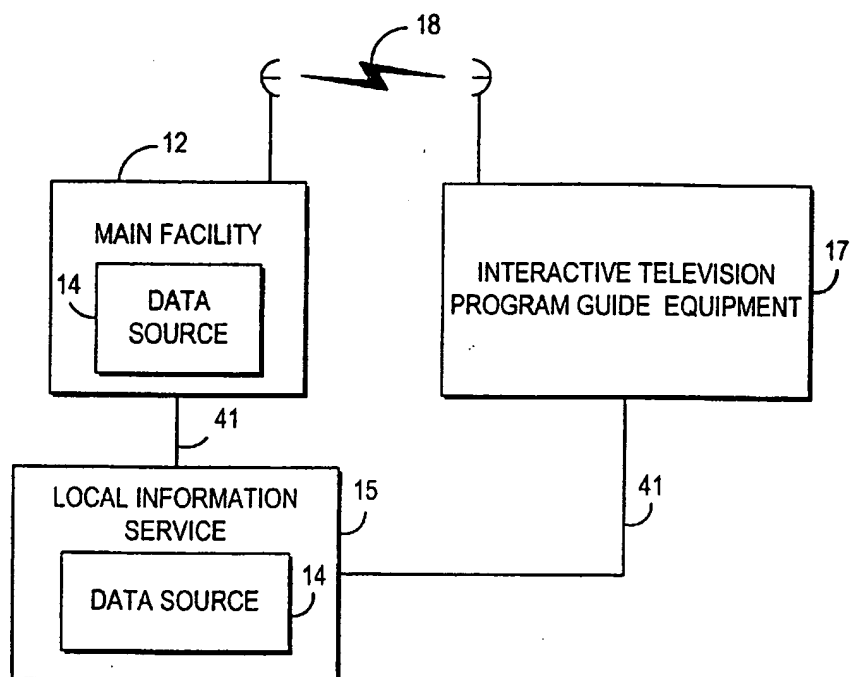 18
12
MAIN FACILITY
14
DATA
SOURCE
INTERACTIVE TELEVISION
PROGRAM GUIDE EQUIPMENT
17
41
LOCAL INFORMATION
SERVICE
15
41
DATA SOURCE
14